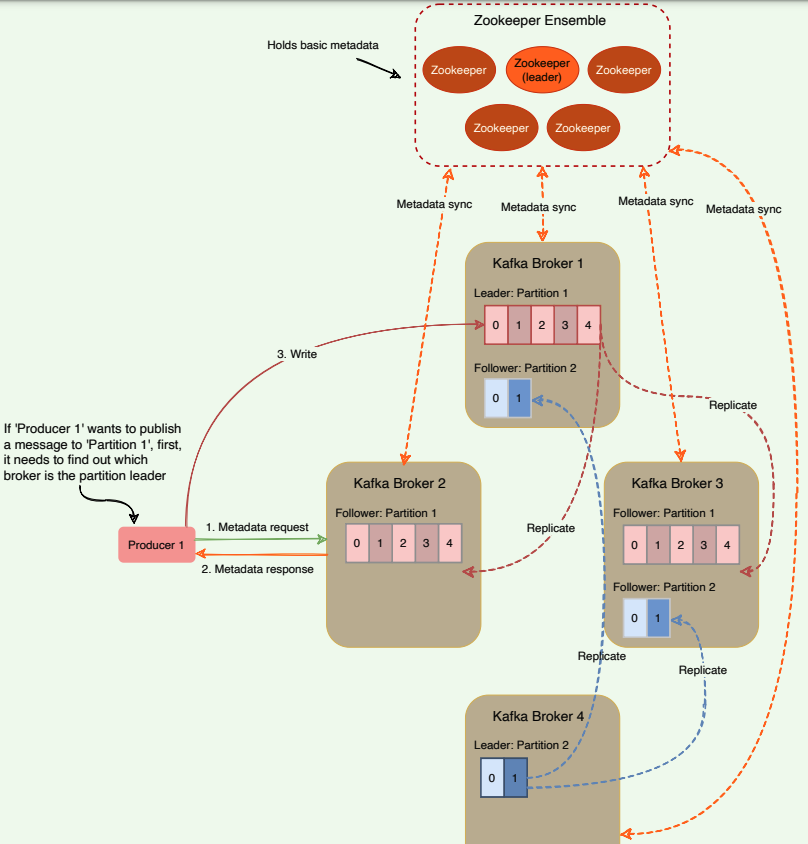 Zookeeper Ensemble
Holds basic metadata
Zookeeper
Zookeeper
(leader)
Zookeeper
Zookeeper
Zookeeper
Metadata sync
Metadata sync
Metadata sync
Metadata sync
Kafka Broker 1
Leader: Partition 1
0 1 2 3 4
3. Write
Follower: Partition 2
0 1
Replicate
If 'Producer 1' wants to publish
a message to 'Partition 1', first,
it needs to find out which
broker is the partition leader
Kafka Broker 2
Follower: Partition 1
0 1 2 3 4
Kafka Broker 3
Follower: Partition 1
0 1 2 3 4
Replicate
1. Metadata request
Producer 1
2. Metadata response
Follower: Partition 2
0 1
Replicate
Replicate
Kafka Broker 4
Leader: Partition 2
0 1